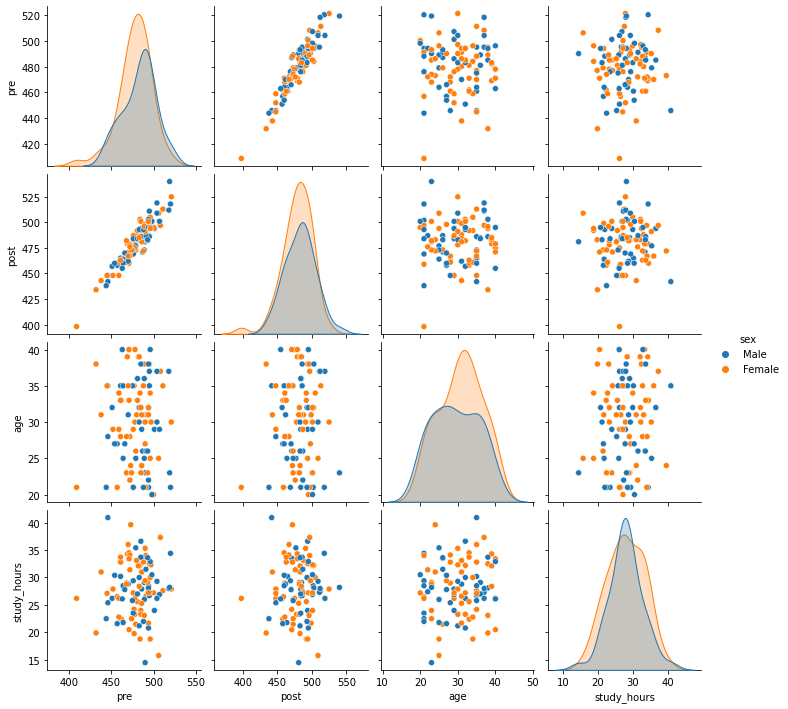 520
500
480
460
440
420
pre
525
500
475
450
425
400
post
sex
Male
Female
40
35
30
25
20
age
40
35
30
25
20
15
study_hours
400 450 500 550
pre
400 450 500 550
post
10 20 30 40 50
age
10 20 30 40
study_hours